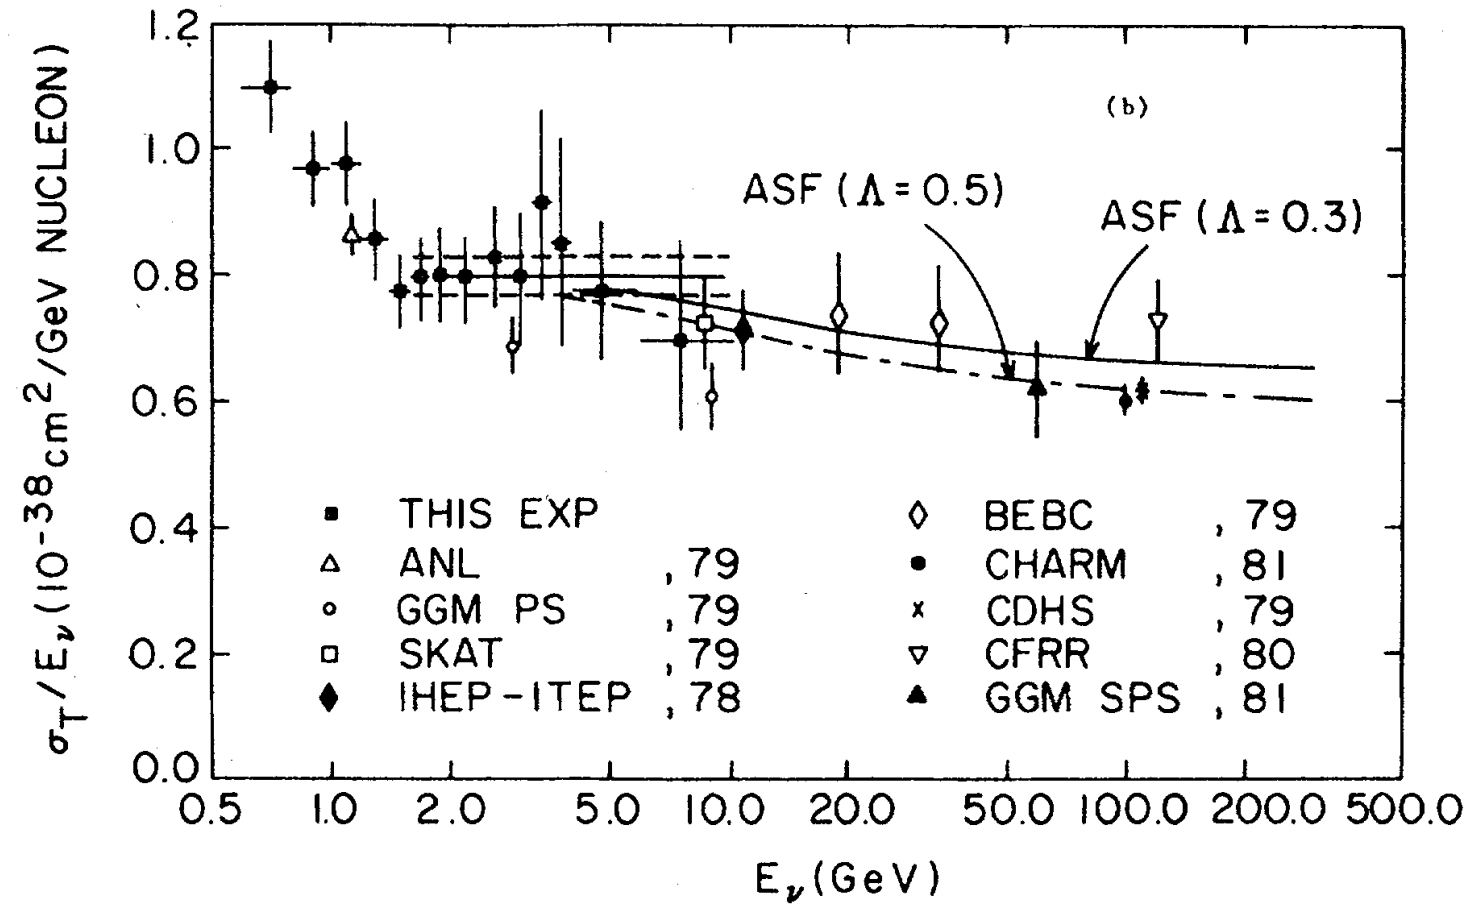 1.2
1.0
0.8
0.6
0.4
0.2
0.0
σT/Eν (10⁻³⁸cm²/GeV NUCLEON)
(b)
ASF (Λ=0.5)
ASF (Λ=0.3)
THIS EXP
ANL , 79
GGM PS , 79
SKAT , 79
IHEP-ITEP , 78
BEBC , 79
CHARM , 81
CDHS , 79
CFRR , 80
GGM SPS , 81
0.5 1.0 2.0 5.0 10.0 20.0 50.0 100.0 200.0 500.0
Eν (GeV)